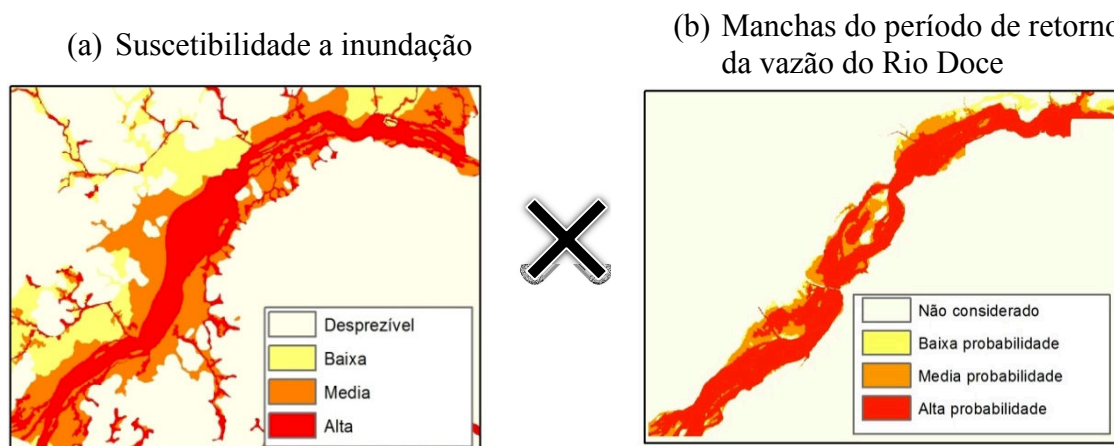 (a) Suscetibilidade a inundação
(b) Manchas do período de retorno
da vazão do Rio Doce
Desprezível
Baixa
Media
Alta
Não considerado
Baixa probabilidade
Media probabilidade
Alta probabilidade